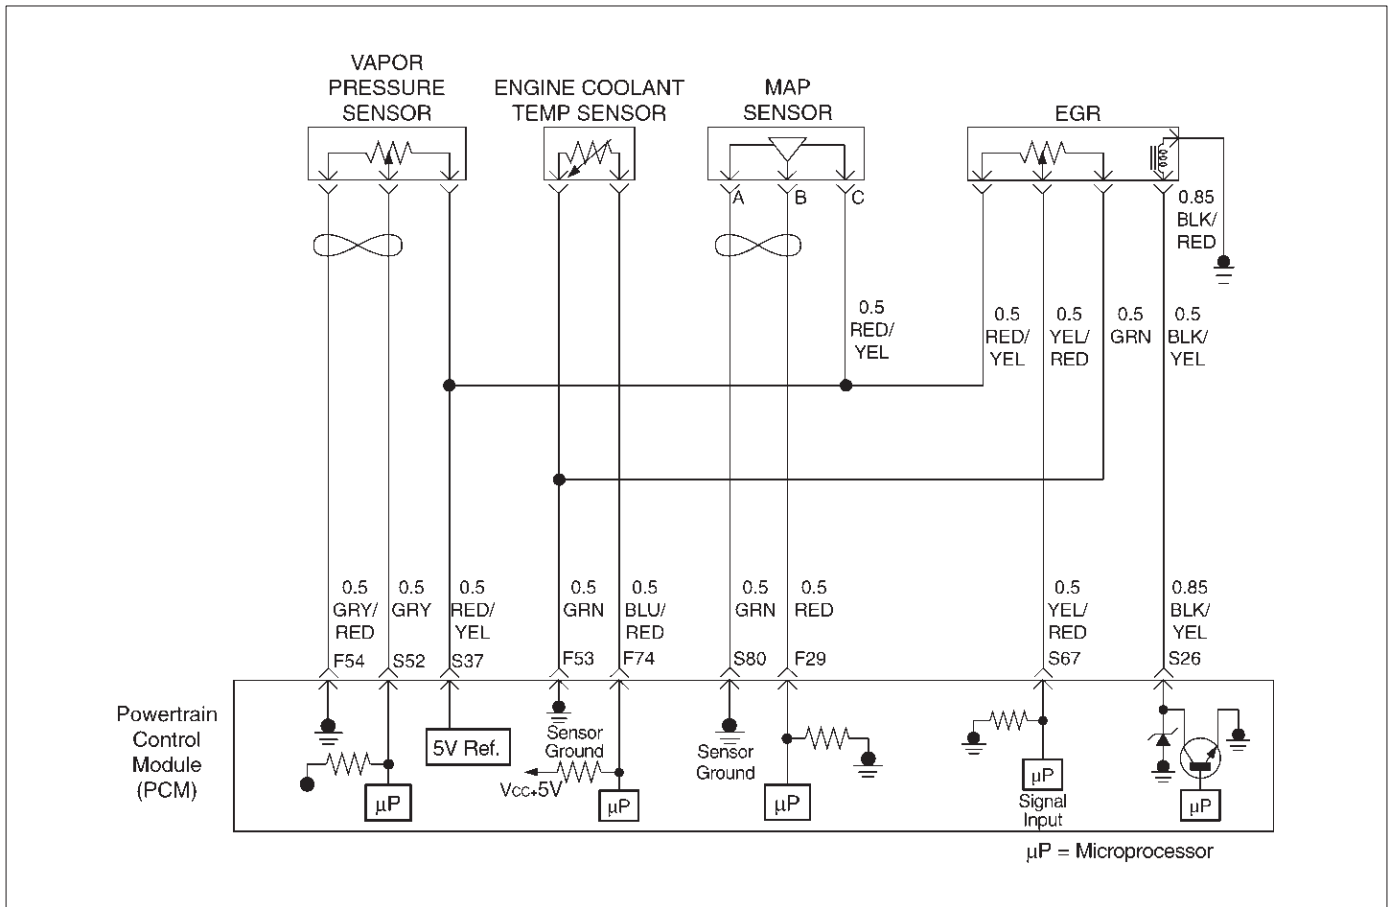 VAPOR
PRESSURE
SENSOR
ENGINE COOLANT
TEMP SENSOR
MAP
SENSOR
EGR
A
B
C
0.85
BLK/
RED
0.5
RED/
YEL
0.5
RED/
YEL
0.5
YEL/
RED
0.5
GRN
0.5
BLK/
YEL
0.5
GRY/
RED
0.5
GRY
0.5
RED/
YEL
0.5
GRN
0.5
BLU/
RED
0.5
GRN
0.5
RED
0.5
YEL/
RED
0.85
BLK/
YEL
F54
S52
S37
F53
F74
S80
F29
S67
S26
Powertrain
Control
Module
(PCM)
µP
5V Ref.
Sensor
Ground
Vcc+5V
µP
Sensor
Ground
µP
µP
Signal
Input
µP
µP = Microprocessor